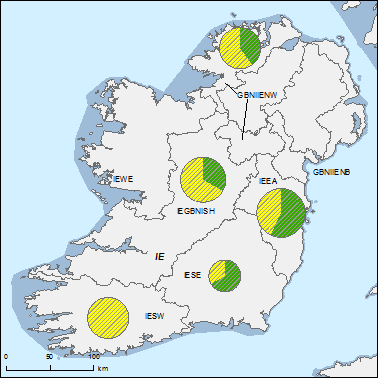 GBNIIENW
GBNIIENB
IEWE
IEEA
IEGBNISH
IE
IESE
IESW
0 50 100
km